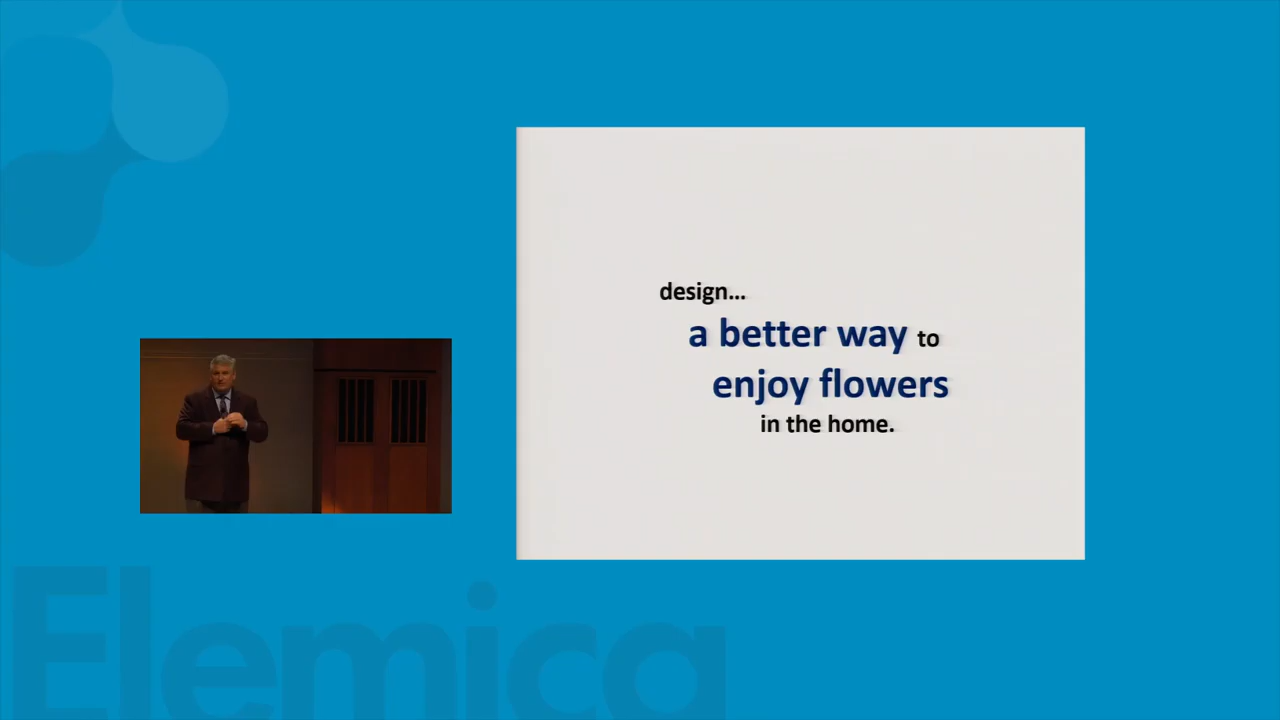 design...
a better way to
enjoy flowers
in the home.
Elemica